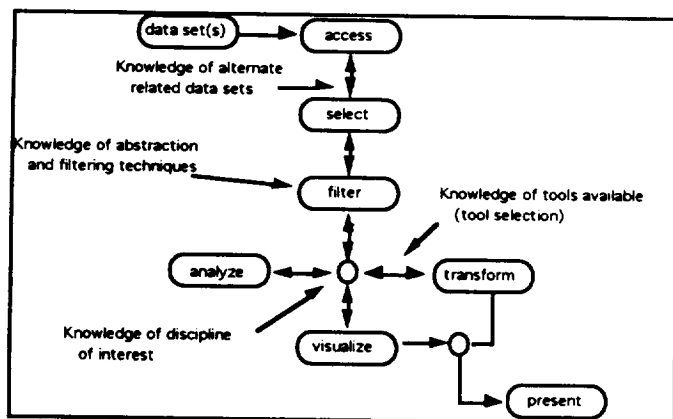 data set(s)
access
Knowledge of alternate
related data sets
select
Knowledge of abstraction
and filtering techniques
filter
Knowledge of tools available
(tool selection)
analyze
transform
Knowledge of discipline
of interest
visualize
present